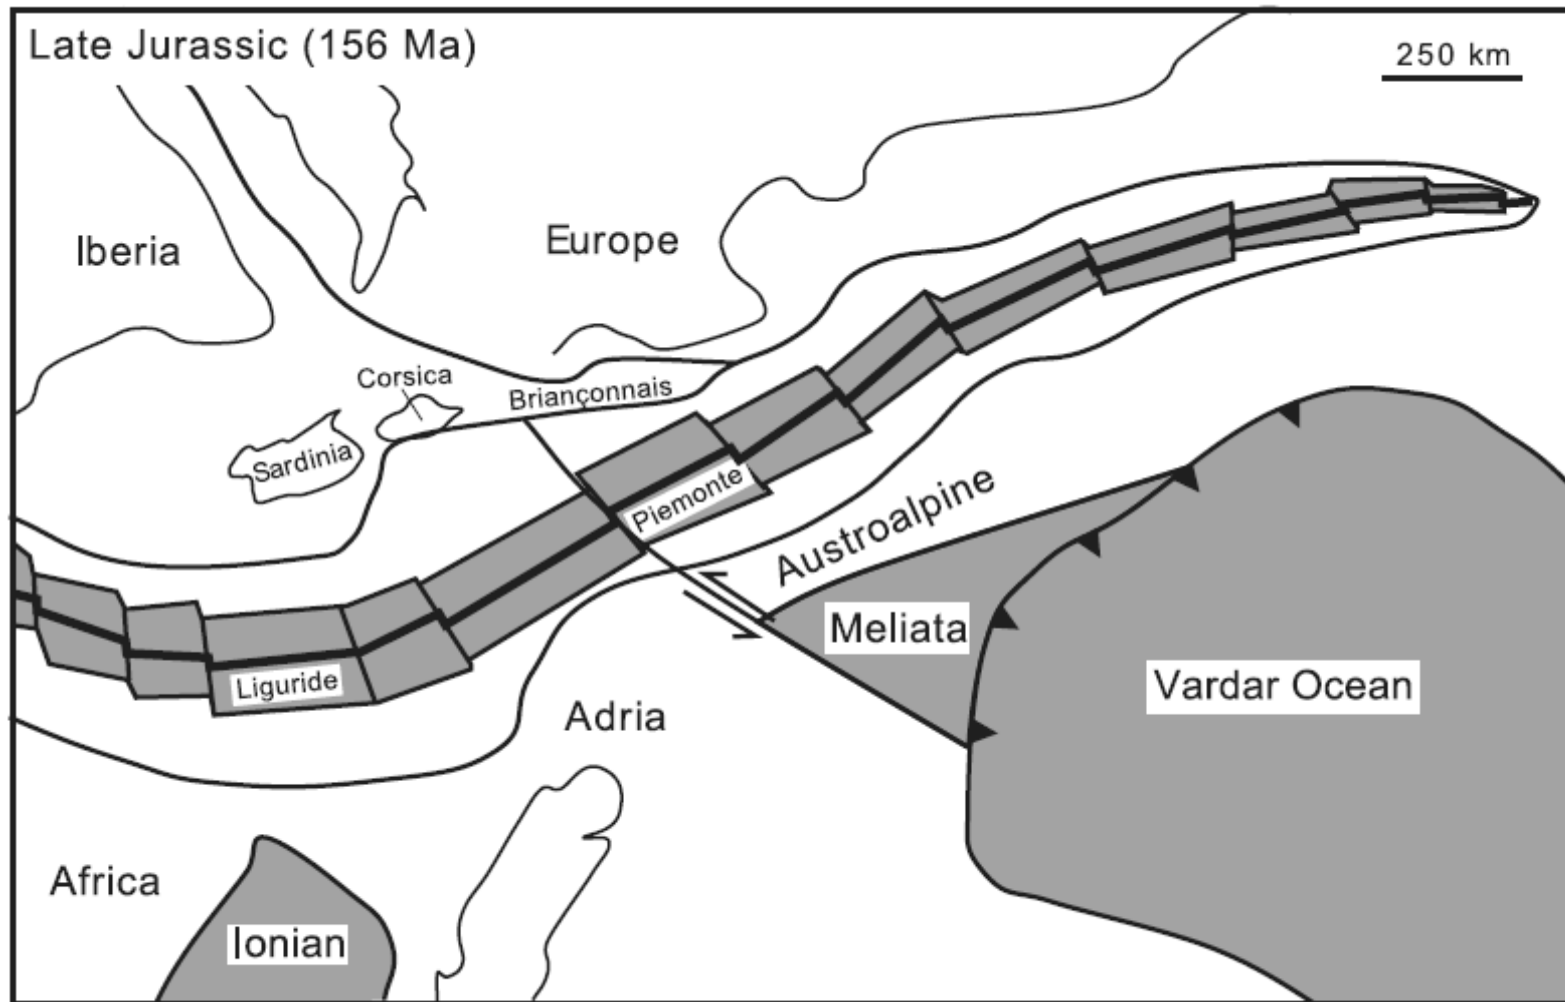 Late Jurassic (156 Ma)
250 km
Iberia
Europe
Corsica
Briançonnais
Sardinia
Piemonte
Austroalpine
Meliata
Liguride
Vardar Ocean
Adria
Africa
Ionian